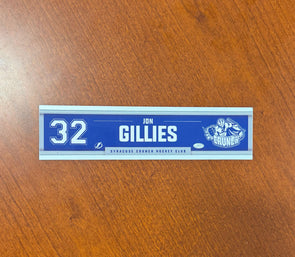 32
JON
GILLIES
SYRACUSE CRUNCH HOCKEY CLUB
CRUNCH